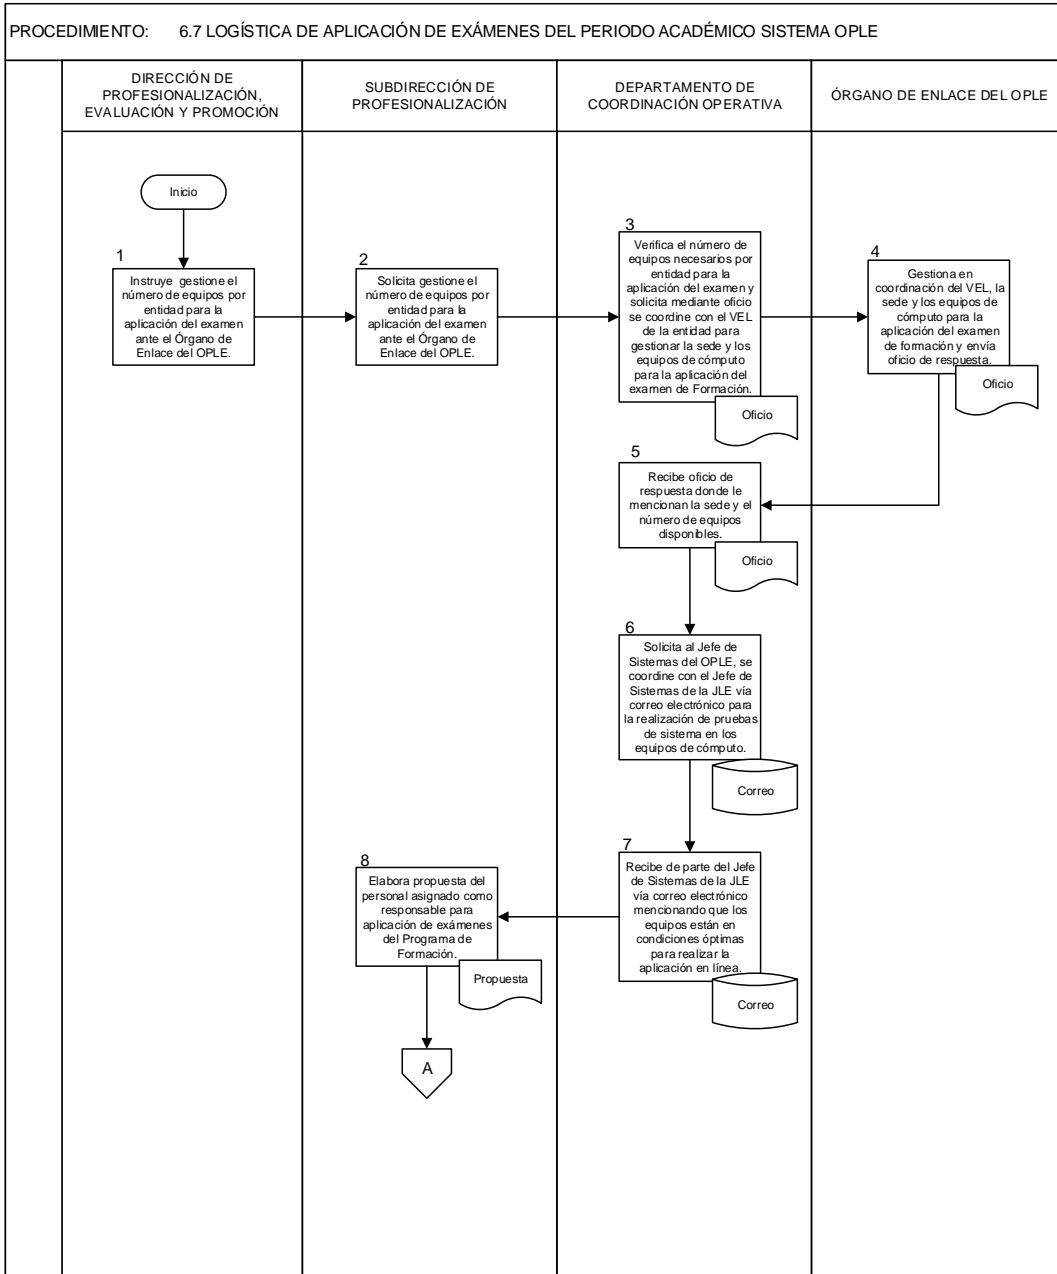 PROCEDIMIENTO: 6.7 LOGÍSTICA DE APLICACIÓN DE EXÁMENES DEL PERIODO ACADÉMICO SISTEMA OPLE
DIRECCIÓN DE
PROFESIONALIZACIÓN,
EVALUACIÓN Y PROMOCIÓN
SUBDIRECCIÓN DE
PROFESIONALIZACIÓN
DEPARTAMENTO DE
COORDINACIÓN OPERATIVA
ÓRGANO DE ENLACE DEL OPLE
Inicio
1
Instruye gestione el
número de equipos por
entidad para la
aplicación del examen
ante el Órgano de
Enlace del OPLE.
2
Solicita gestione el
número de equipos por
entidad para la
aplicación del examen
ante el Órgano de
Enlace del OPLE.
3
Verifica el número de
equipos necesarios por
entidad para la
aplicación del examen y
solicita mediante oficio
se coordine con el VEL
de la entidad para
gestionar la sede y los
equipos de cómputo
para la aplicación del
examen de Formación.
Oficio
4
Gestiona en
coordinación del VEL, la
sede y los equipos de
cómputo para la
aplicación del examen
de formación y envía
oficio de respuesta.
Oficio
5
Recibe oficio de
respuesta donde le
mencionan la sede y el
número de equipos
disponibles.
Oficio
6
Solicita al Jefe de
Sistemas del OPLE, se
coordine con el Jefe de
Sistemas de la JLE vía
correo electrónico para
la realización de pruebas
de sistema en los
equipos de cómputo.
Correo
7
Recibe de parte del Jefe
de Sistemas de la JLE
vía correo electrónico
mencionando que los
equipos están en
condiciones óptimas
para realizar la
aplicación en línea.
Correo
8
Elabora propuesta del
personal asignado como
responsable para
aplicación de exámenes
del Programa de
Formación.
Propuesta
A